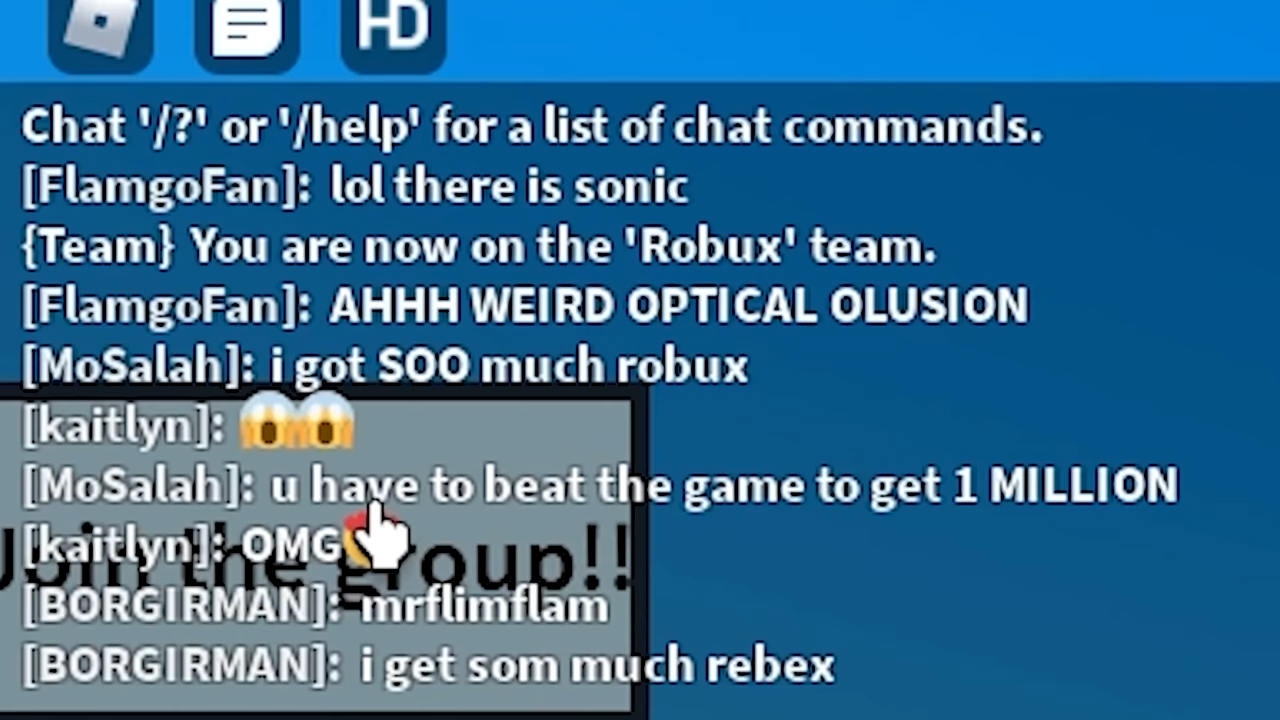 HD
Chat '/?' or '/help' for a list of chat commands.
[FlamgoFan]: lol there is sonic
{Team} You are now on the 'Robux' team.
[FlamgoFan]: AHHH WEIRD OPTICAL OLUSION
[MoSalah]: i got SOO much robux
[kaitlyn]: 😱😱
[MoSalah]: u have to beat the game to get 1 MILLION
[kaitlyn]: OMG
Join the group!!
[BORGIRMAN]: mrflimflam
[BORGIRMAN]: i get som much rebex